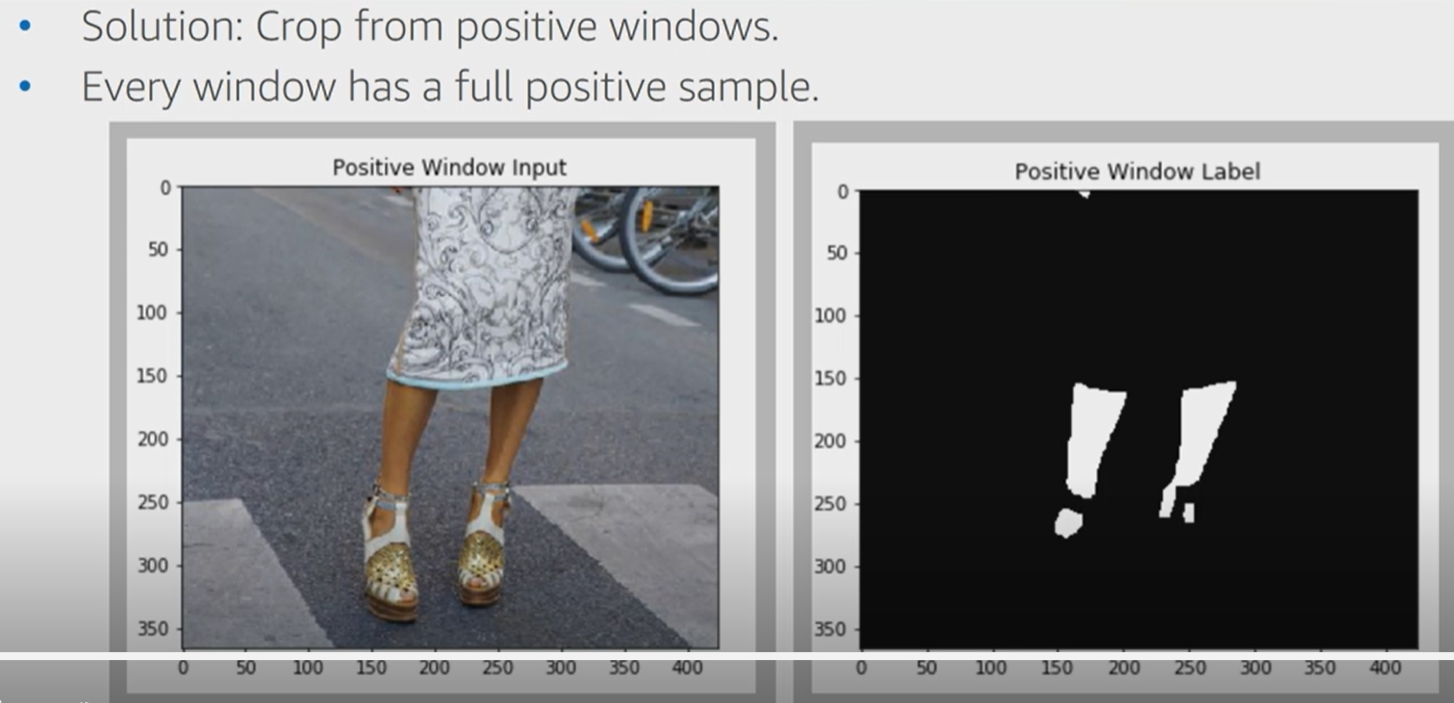 • Solution: Crop from positive windows.
• Every window has a full positive sample.
Positive Window Input
0
50
100
150
200
250
300
350
0 50 100 150 200 250 300 350 400
Positive Window Label
0
50
100
150
200
250
300
350
0 50 100 150 200 250 300 350 400